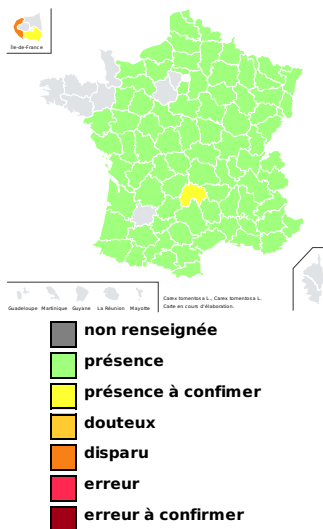 Île-de-France
Guadeloupe Martinique Guyane La Réunion Mayotte
Carex tomentosa L., Carex tomentosa L.
Carte en cours d'élaboration.
non renseignée
présence
présence à confimer
douteux
disparu
erreur
erreur à confirmer